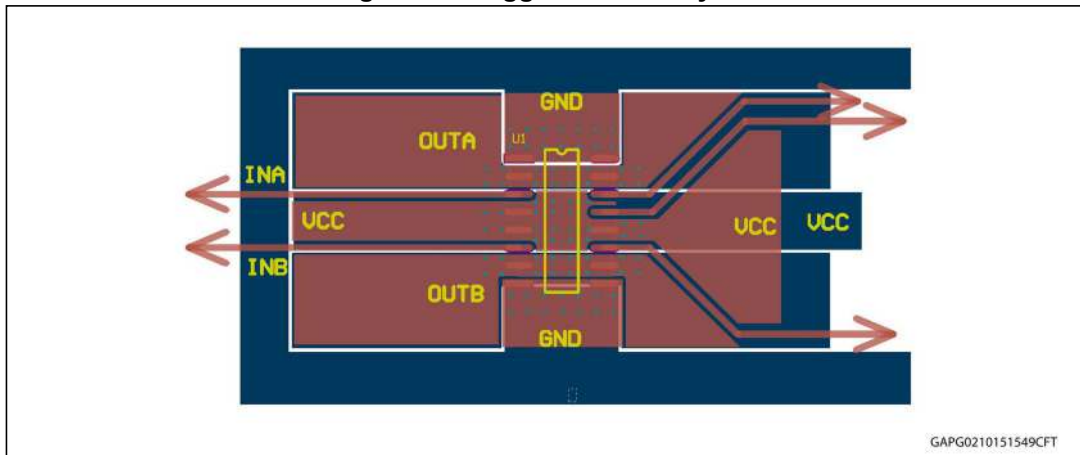 GND
U1
OUTA
INA
VCC
VCC
VCC
INB
OUTB
GND
GAPG0210151549CFT